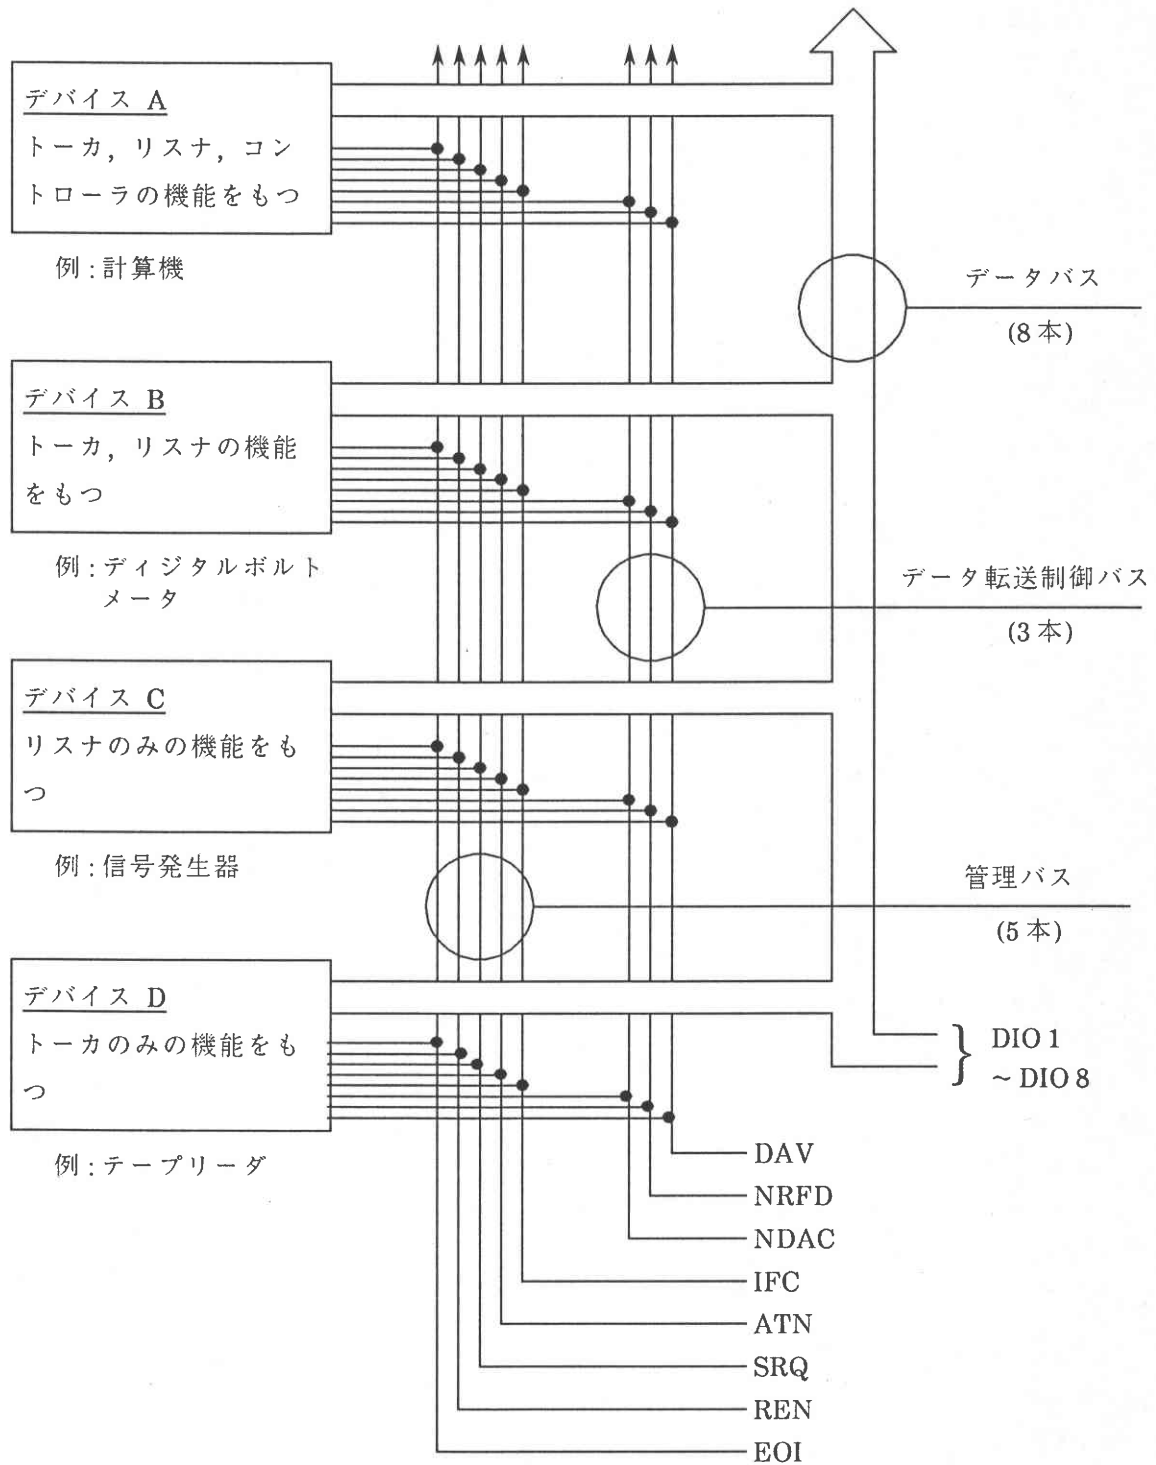 デバイス A
トーカ, リスナ, コン
トローラの機能をもつ
例:計算機
データバス
(8本)
デバイス B
トーカ, リスナの機能
をもつ
例:ディジタルボルト
メータ
データ転送制御バス
(3本)
デバイス C
リスナのみの機能をも
つ
例:信号発生器
管理バス
(5本)
デバイス D
トーカのみの機能をも
つ
例:テープリーダ
DIO 1
~ DIO 8
DAV
NRFD
NDAC
IFC
ATN
SRQ
REN
EOI